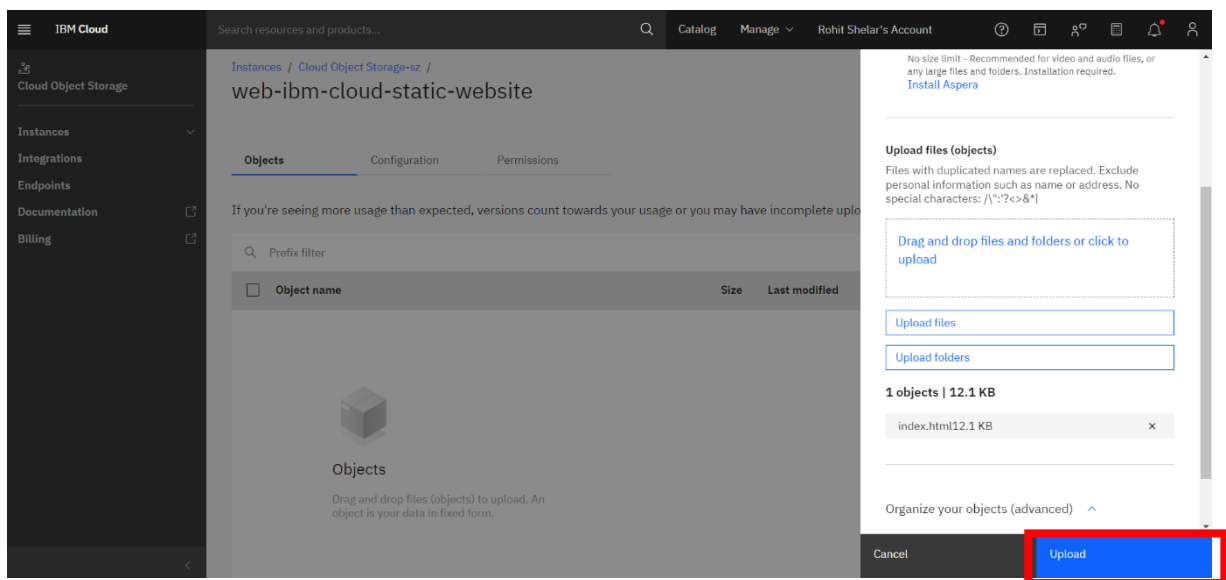 IBM Cloud
Search resources and products...
Catalog
Manage
Rohit Shelar's Account
Cloud Object Storage
Instances
Integrations
Endpoints
Documentation
Billing
Instances / Cloud Object Storage-sz /
web-ibm-cloud-static-website
Objects
Configuration
Permissions
If you're seeing more usage than expected, versions count towards your usage or you may have incomplete uplo
Prefix filter
Object name
Size
Last modified
Objects
Drag and drop files (objects) to upload. An
object is your data in fixed form.
No size limit - Recommended for video and audio files, or
any large files and folders. Installation required.
Install Aspera
Upload files (objects)
Files with duplicated names are replaced. Exclude
personal information such as name or address. No
special characters: /\":'?<>&*|
Drag and drop files and folders or click to
upload
Upload files
Upload folders
1 objects | 12.1 KB
index.html12.1 KB
Organize your objects (advanced)
Cancel
Upload